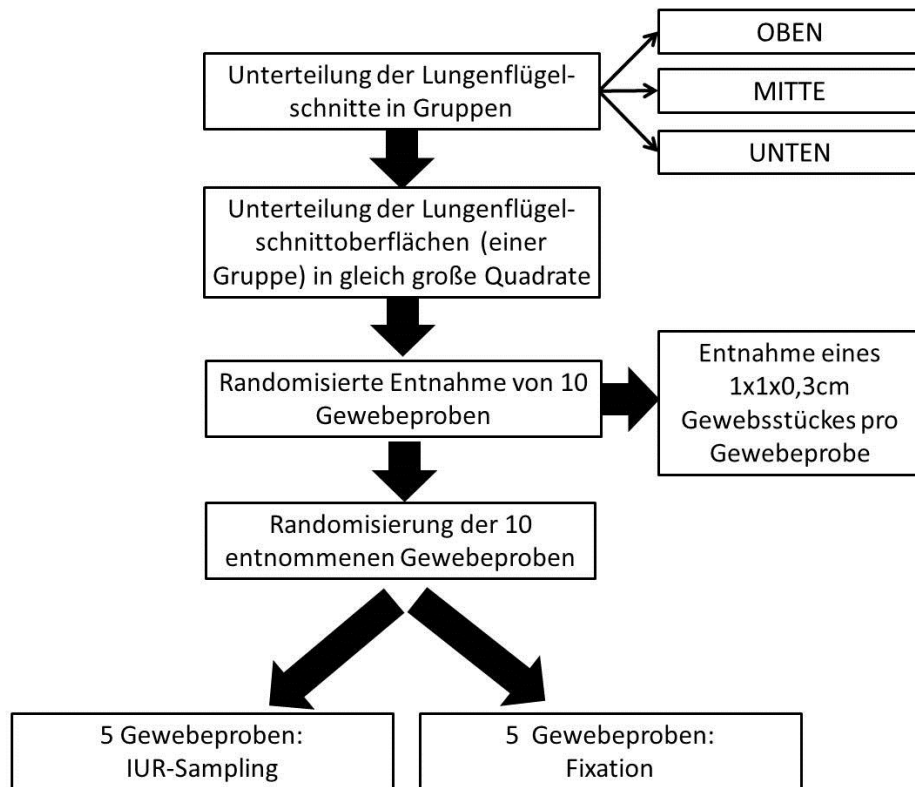 Unterteilung der Lungenflügel-
schnitte in Gruppen
OBEN
MITTE
UNTEN
Unterteilung der Lungenflügel-
schnittoberflächen (einer
Gruppe) in gleich große Quadrate
Randomisierte Entnahme von 10
Gewebeproben
Entnahme eines
1x1x0,3cm
Gewebsstückes pro
Gewebeprobe
Randomisierung der 10
entnommenen Gewebeproben
5 Gewebeproben:
IUR-Sampling
5 Gewebeproben:
Fixation